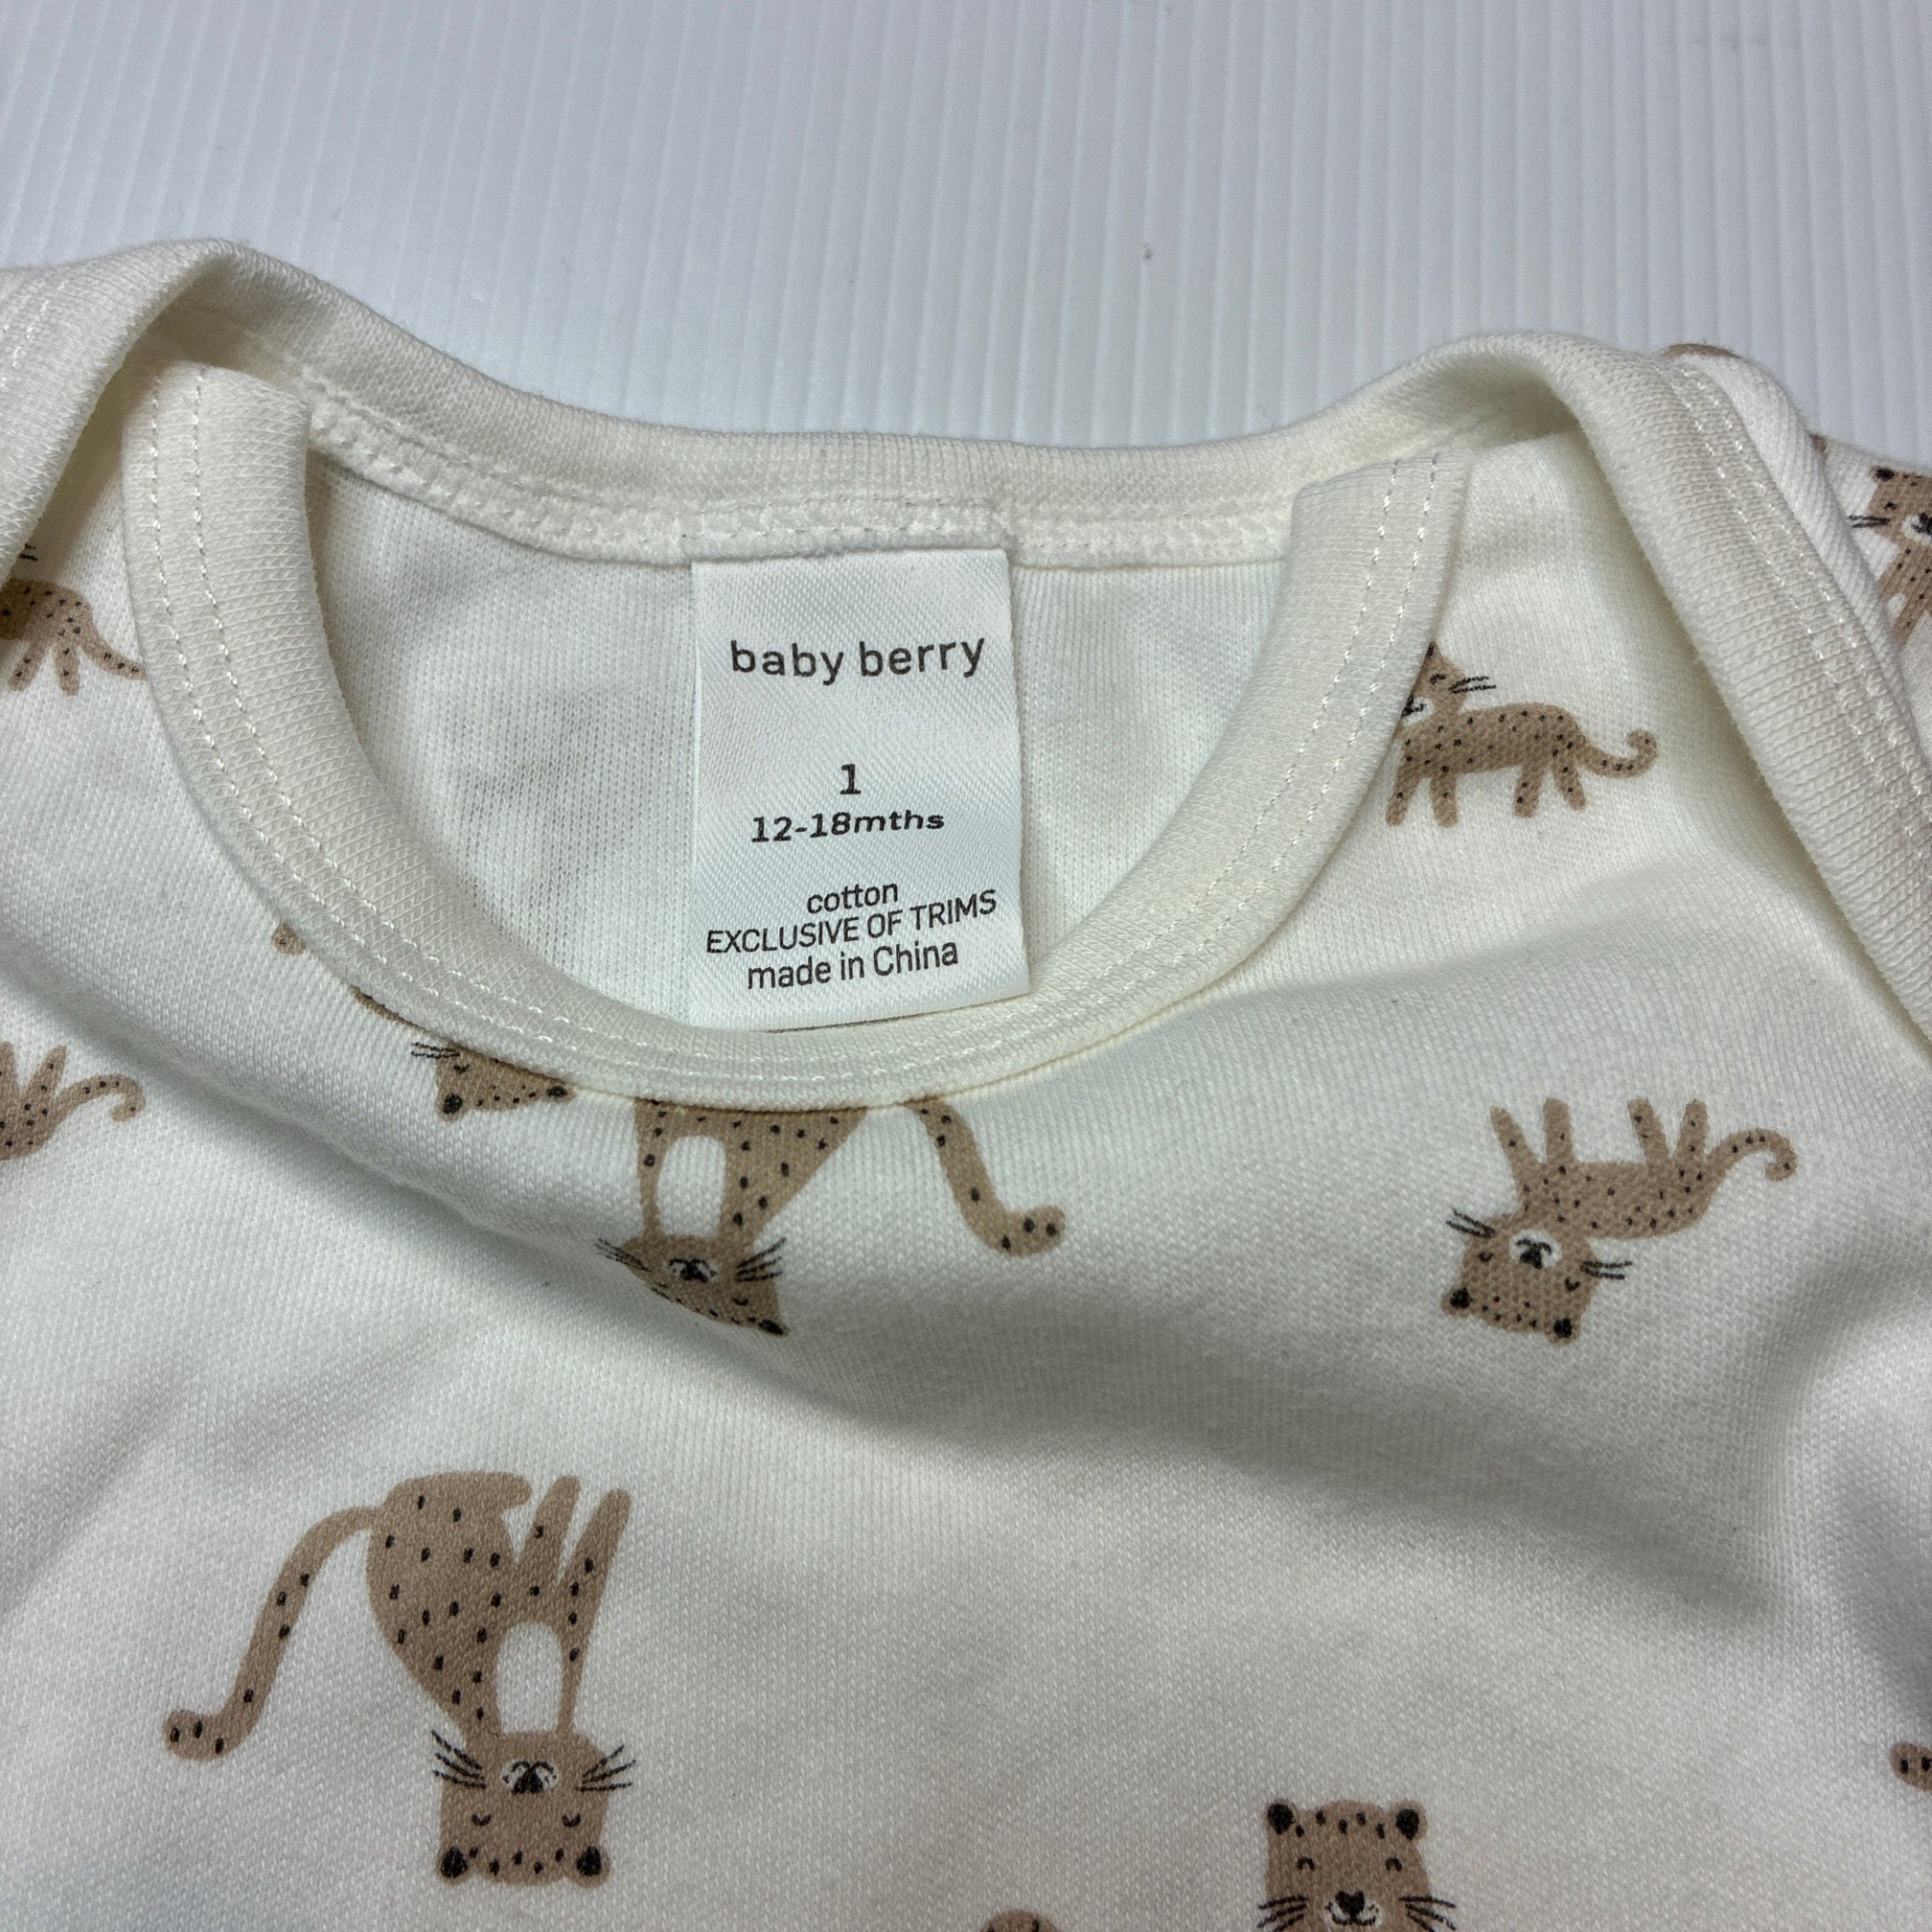 baby berry
1
12-18mths
cotton
EXCLUSIVE OF TRIMS
made in China